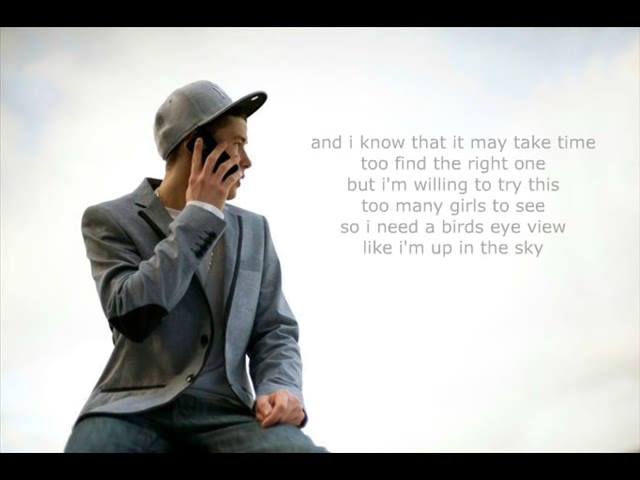 and i know that it may take time
too find the right one
but i'm willing to try this
too many girls to see
so i need a birds eye view
like i'm up in the sky